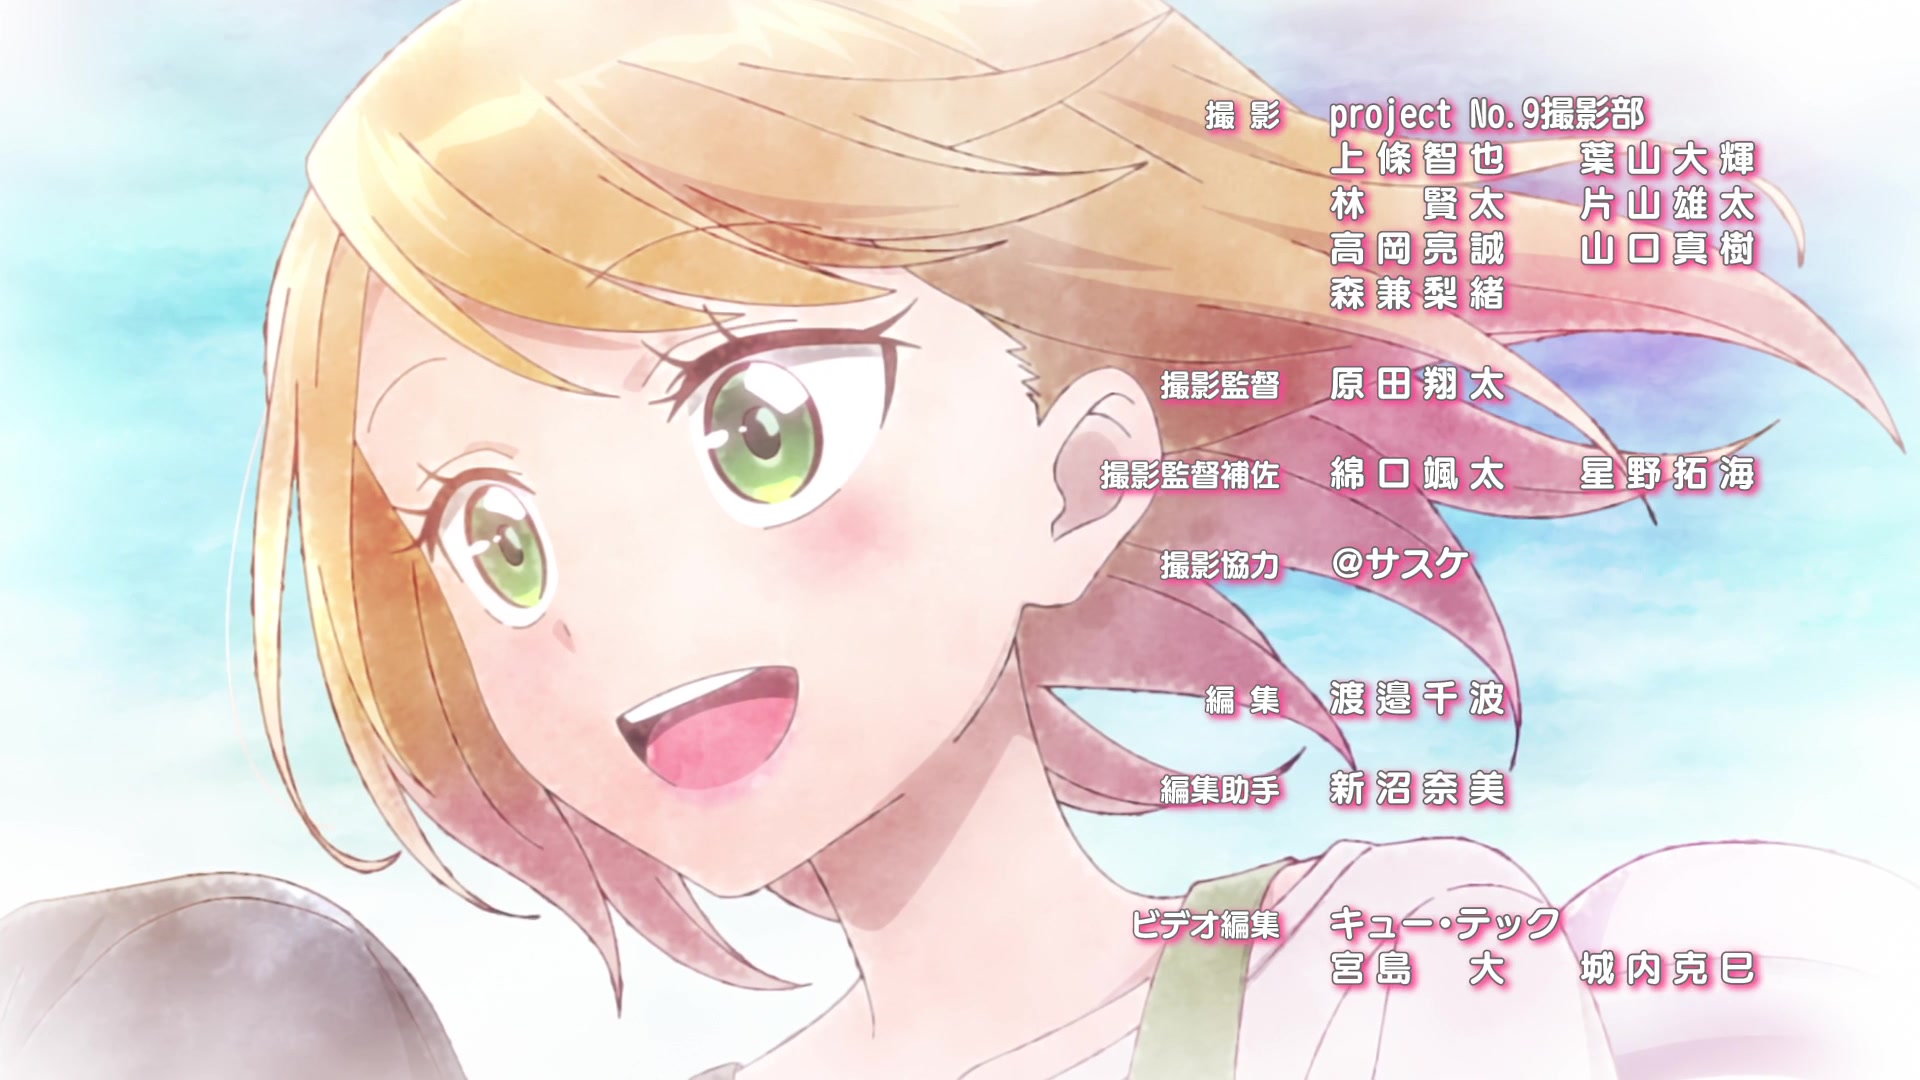 撮影 project No.9撮影部
上條智也 葉山大輝
林 賢太 片山雄太
高岡亮誠 山口真樹
森兼梨緒
撮影監督 原田翔太
撮影監督補佐 綿口颯太 星野拓海
撮影協力 @サスケ
編集 渡邉千波
編集助手 新沼奈美
ビデオ編集 キュー・テック
宮島 大 城内克巳